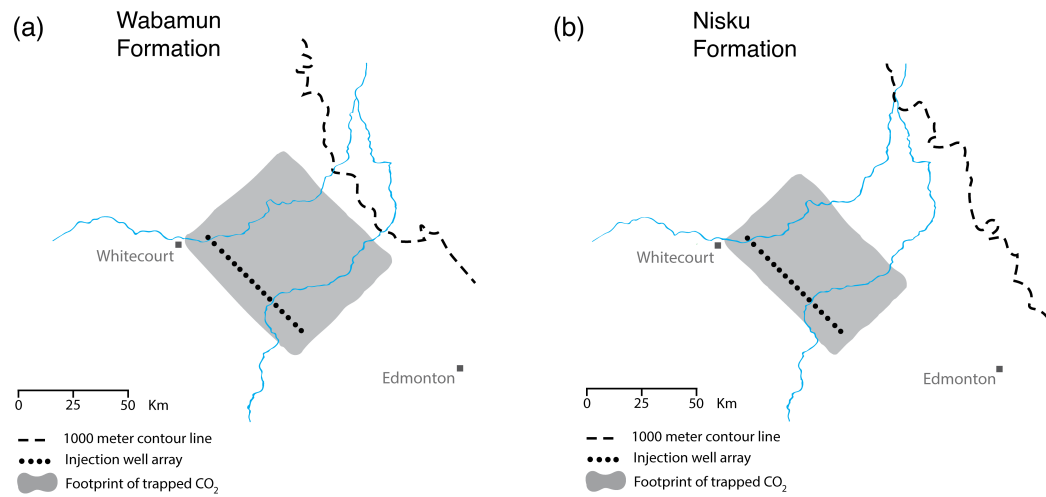 (a)
Wabamun
Formation
Whitecourt
Edmonton
0 25 50 Km
1000 meter contour line
Injection well array
Footprint of trapped CO₂
(b)
Nisku
Formation
Whitecourt
Edmonton
0 25 50 Km
1000 meter contour line
Injection well array
Footprint of trapped CO₂